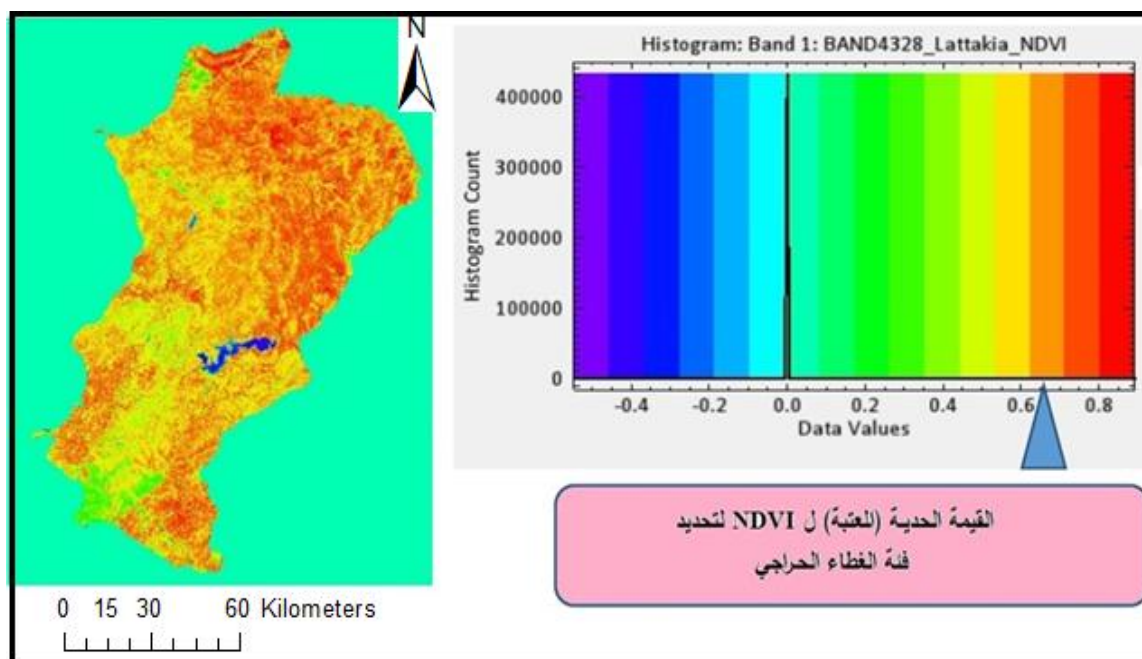 N
0 15 30 60 Kilometers
Histogram: Band 1: BAND4328_Lattakia_NDVI
Histogram Count
400000
300000
200000
100000
0
-0.4 -0.2 0.0 0.2 0.4 0.6 0.8
Data Values
القيمة الحدية (للعتبة) ل NDVI لتحديد
فئة الغطاء الحراجي